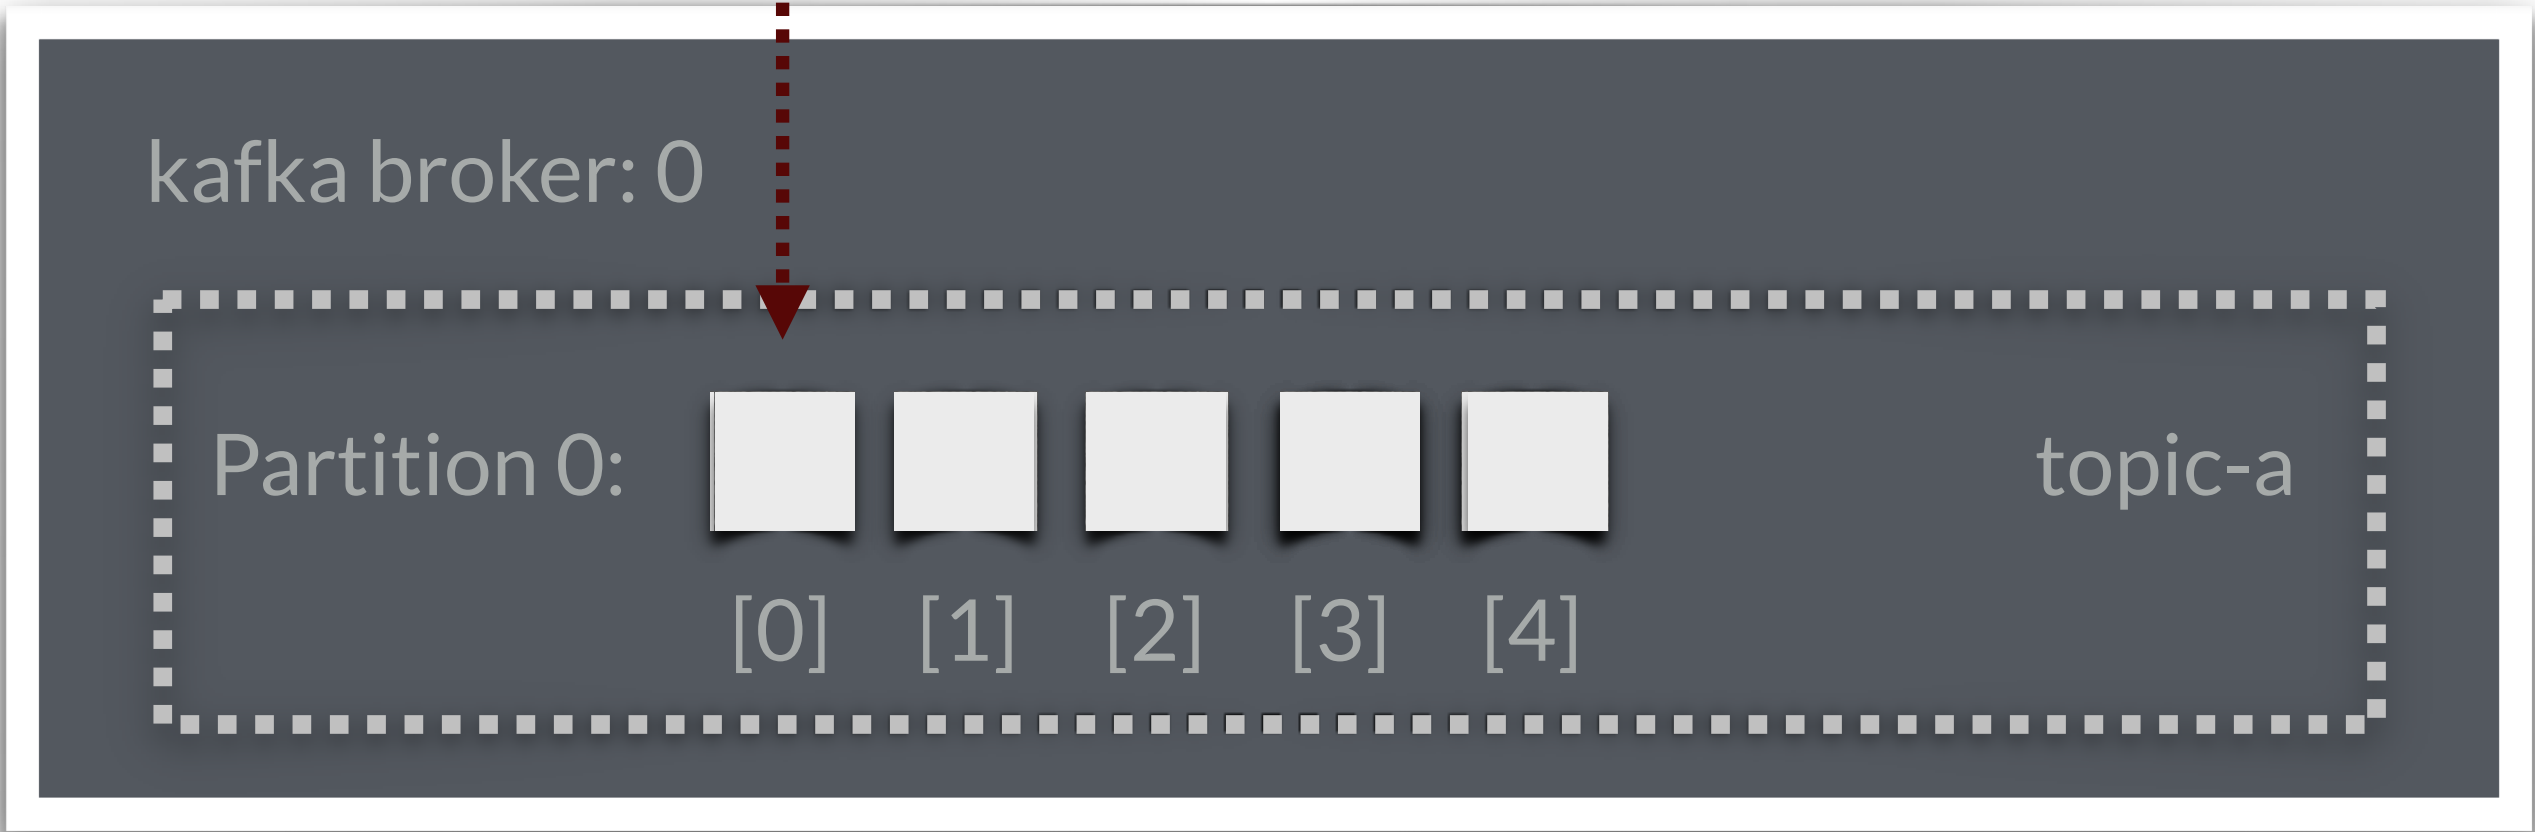 kafka broker: 0
Partition 0:
topic-a
[0] [1] [2] [3] [4]